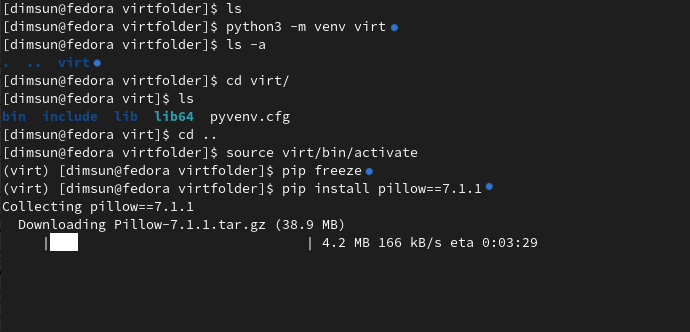 [dimsun@fedora virtfolder]$ ls
[dimsun@fedora virtfolder]$ python3 -m venv virt
[dimsun@fedora virtfolder]$ ls -a
. .. virt
[dimsun@fedora virtfolder]$ cd virt/
[dimsun@fedora virt]$ ls
bin include lib lib64 pyvenv.cfg
[dimsun@fedora virt]$ cd ..
[dimsun@fedora virtfolder]$ source virt/bin/activate
(virt) [dimsun@fedora virtfolder]$ pip freeze
(virt) [dimsun@fedora virtfolder]$ pip install pillow==7.1.1
Collecting pillow==7.1.1
Downloading Pillow-7.1.1.tar.gz (38.9 MB)
| | 4.2 MB 166 kB/s eta 0:03:29